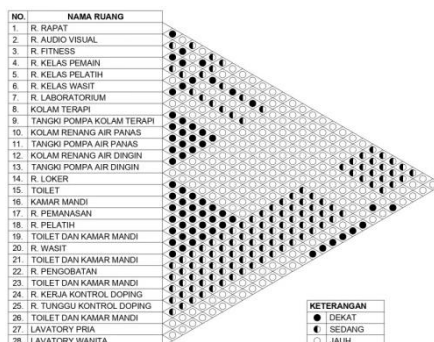 NO. NAMA RUANG
1. R. RAPAT
2. R. AUDIO VISUAL
3. R. FITNESS
4. R. KELAS PEMAIN
5. R. KELAS PELATIH
6. R. KELAS WASIT
7. R. LABORATORIUM
8. KOLAM TERAPI
9. TANGKI POMPA KOLAM TERAPI
10. KOLAM RENANG AIR PANAS
11. TANGKI POMPA AIR PANAS
12. KOLAM RENANG AIR DINGIN
13. TANGKI POMPA AIR DINGIN
14. R. LOKER
15. TOILET
16. KAMAR MANDI
17. R. PEMANASAN
18. R. PELATIH
19. TOILET DAN KAMAR MANDI
20. R. WASIT
21. TOILET DAN KAMAR MANDI
22. R. PENGOBATAN
23. TOILET DAN KAMAR MANDI
24. R. KERJA KONTROL DOPING
25. R. TUNGGU KONTROL DOPING
26. TOILET DAN KAMAR MANDI
27. LAVATORY PRIA
28. LAVATORY WANITA
KETERANGAN
DEKAT
SEDANG
JAUH